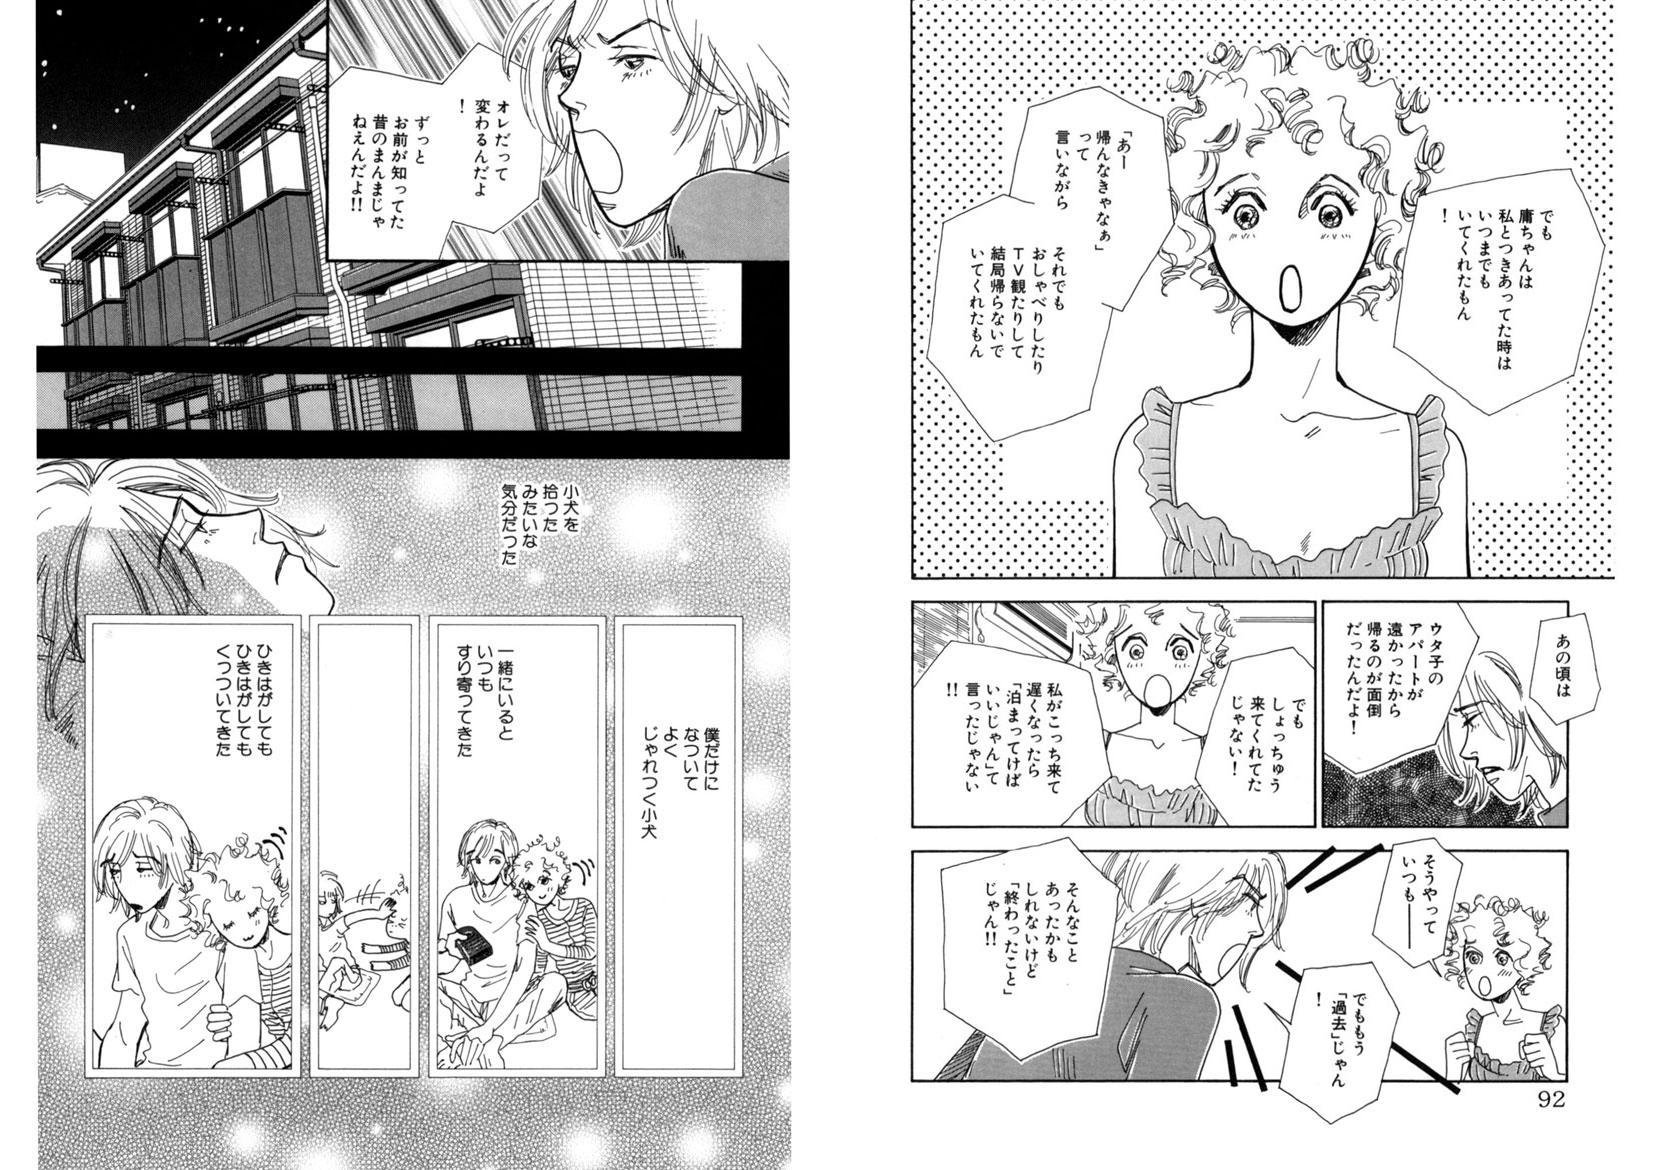 でも
庸ちゃんは
私とつきあってた時は
いつまでも
いてくれたもん
！
「あー
帰んなきゃなぁ」
って
言いながら
それでも
おしゃべりしたり
ＴＶ観たりして
結局帰らないで
いてくれたもん
あの頃は
ウタ子の
アパートが
遠かったから
帰るのが面倒
だったんだよ！
でも
しょっちゅう
来てくれてた
じゃない！
私がこっち来て
遅くなったら
「泊まってけば
いいじゃん」て
言ったじゃない
！！
そうやって
いつも――
でももう
「過去」じゃん
！
そんなこと
あったかも
しれないけど
「終わったこと」
じゃん！！
92
オレだって
変わるんだよ
！
ずっと
お前が知ってた
昔のまんまじゃ
ねえんだよ！！
小犬を
拾った
みたいな
気分だった
僕だけに
なついて
よく
じゃれつく小犬
一緒にいると
いつも
すり寄ってきた
ひきはがしても
ひきはがしても
くっついてきた